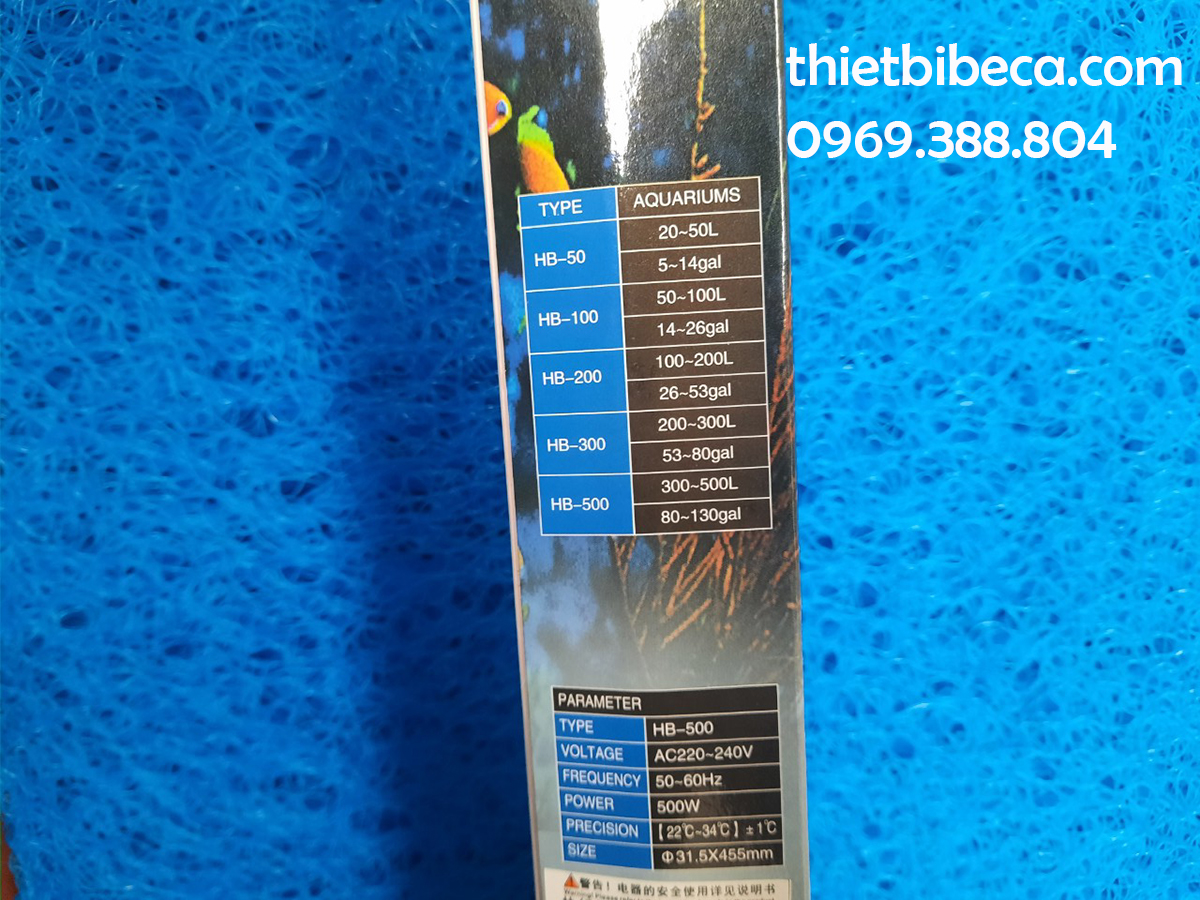 thietbibeca.com
0969.388.804
TYPE AQUARIUMS
HB-50 20~50L
5~14gal
HB-100 50~100L
14~26gal
HB-200 100~200L
26~53gal
HB-300 200~300L
53~80gal
HB-500 300~500L
80~130gal
PARAMETER
TYPE HB-500
VOLTAGE AC220~240V
FREQUENCY 50~60Hz
POWER 500W
PRECISION 【22℃~34℃】±1℃
SIZE Φ31.5X455mm
警告！电器的安全使用详见说明书